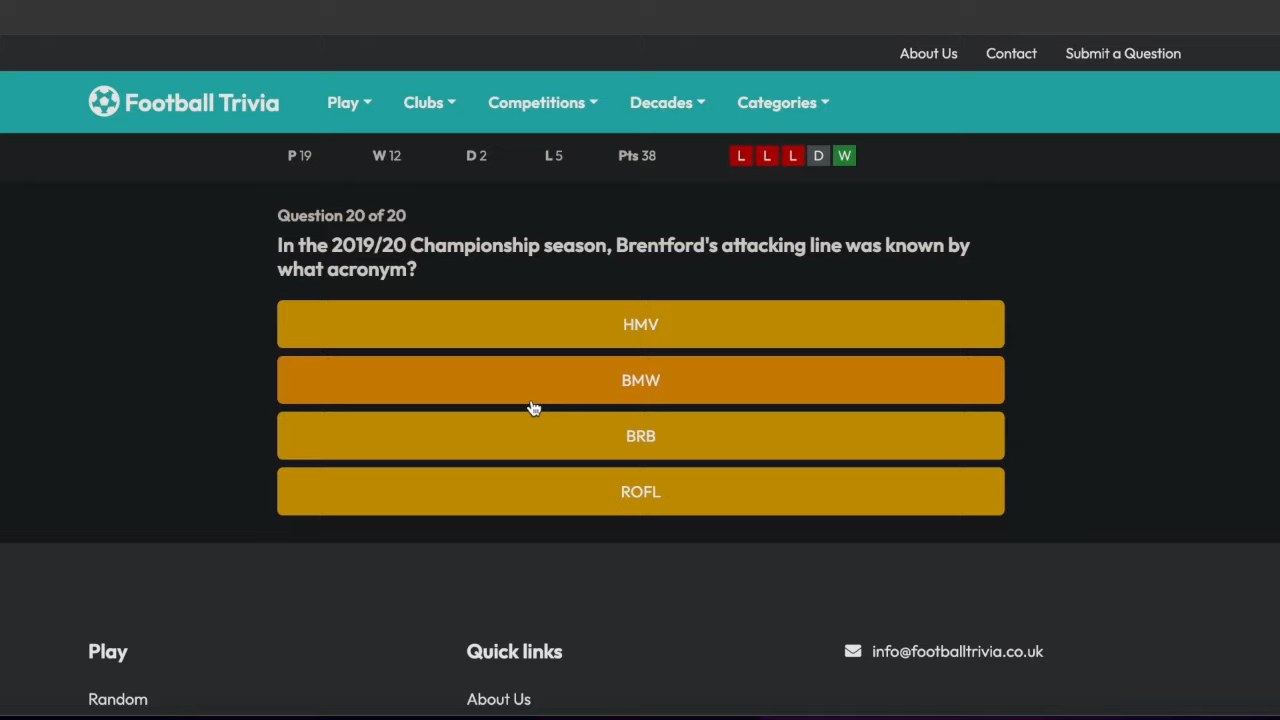 About Us Contact Submit a Question
Football Trivia Play Clubs Competitions Decades Categories
P 19 W 12 D 2 L 5 Pts 38 L L L D W
Question 20 of 20
In the 2019/20 Championship season, Brentford's attacking line was known by
what acronym?
HMV
BMW
BRB
ROFL
Play Quick links info@footballtrivia.co.uk
Random About Us